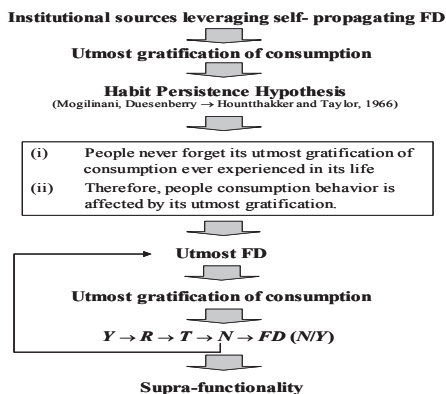 Institutional sources leveraging self- propagating FD
Utmost gratification of consumption
Habit Persistence Hypothesis
(Mogilinani, Duesenberry → Hountthakker and Taylor, 1966)
(i) People never forget its utmost gratification of
consumption ever experienced in its life
(ii) Therefore, people consumption behavior is
affected by its utmost gratification.
Utmost FD
Utmost gratification of consumption
Y → R → T → N → FD (N/Y)
Supra-functionality